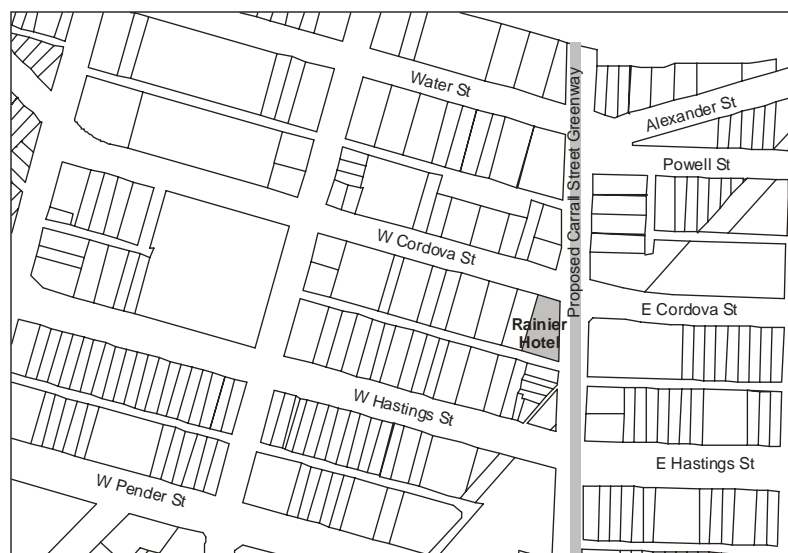 Water St
Alexander St
Powell St
Proposed Carrall Street Greenway
W Cordova St
E Cordova St
Rainier
Hotel
W Hastings St
E Hastings St
W Pender St